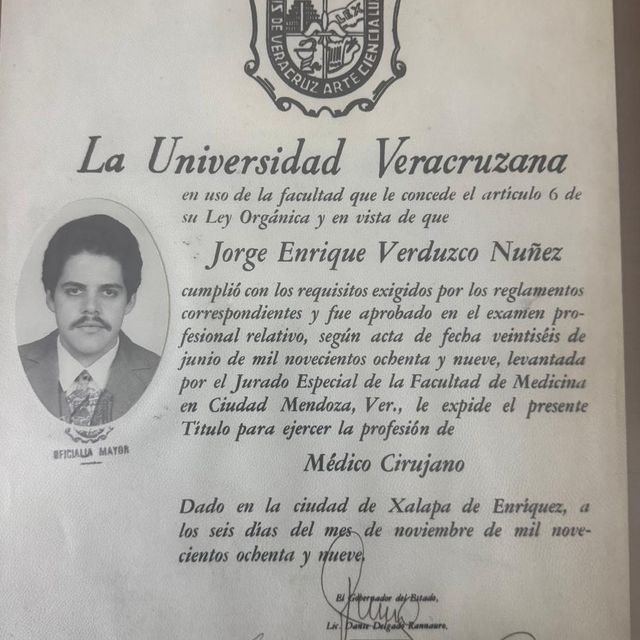 DE VERACRUZ ARTE CIENCIA LU
LEX
La Universidad Veracruzana
en uso de la facultad que le concede el artículo 6 de
su Ley Orgánica y en vista de que
Jorge Enrique Verduzco Nuñez
cumplió con los requisitos exigidos por los reglamentos
correspondientes y fue aprobado en el examen pro-
fesional relativo, según acta de fecha veintiséis de
junio de mil novecientos ochenta y nueve, levantada
por el Jurado Especial de la Facultad de Medicina
en Ciudad Mendoza, Ver., le expide el presente
Título para ejercer la profesión de
OFICIALIA MAYOR
Médico Cirujano
Dado en la ciudad de Xalapa de Enríquez, a
los seis días del mes de noviembre de mil nove-
cientos ochenta y nueve.
El Gobernador del Estado,
Lic. Dante Delgado Rannauro.